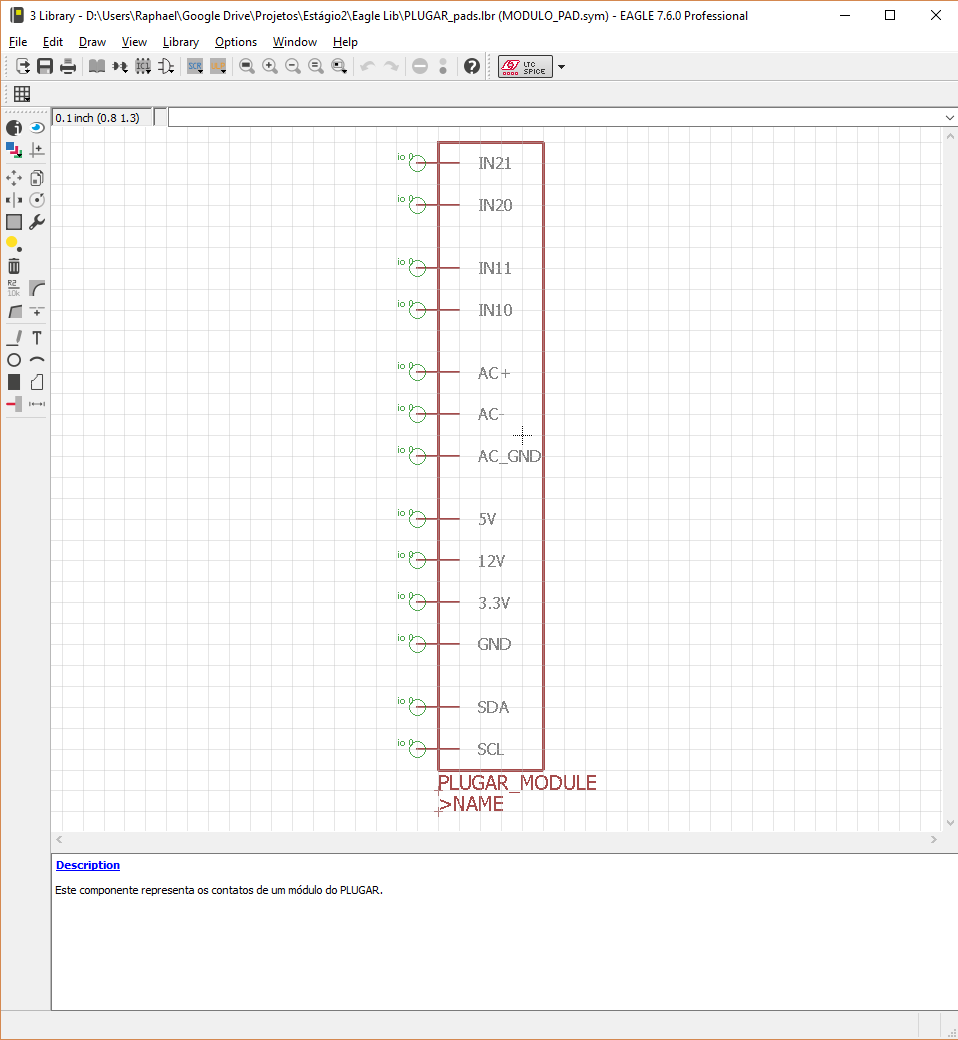 3 Library - D:\Users\Raphael\Google Drive\Projetos\Estágio2\Eagle Lib\PLUGAR_pads.lbr (MODULO_PAD.sym) - EAGLE 7.6.0 Professional
File Edit Draw View Library Options Window Help
SCR ULP LTC SPICE
0.1 inch (0.8 1.3)
io 0 IN21
io 0 IN20
io 0 IN11
io 0 IN10
R2
10k
io 0 AC+
io 0 AC-
io 0 AC_GND
io 0 5V
io 0 12V
io 0 3.3V
io 0 GND
io 0 SDA
io 0 SCL
PLUGAR_MODULE
>NAME
Description
Este componente representa os contatos de um módulo do PLUGAR.